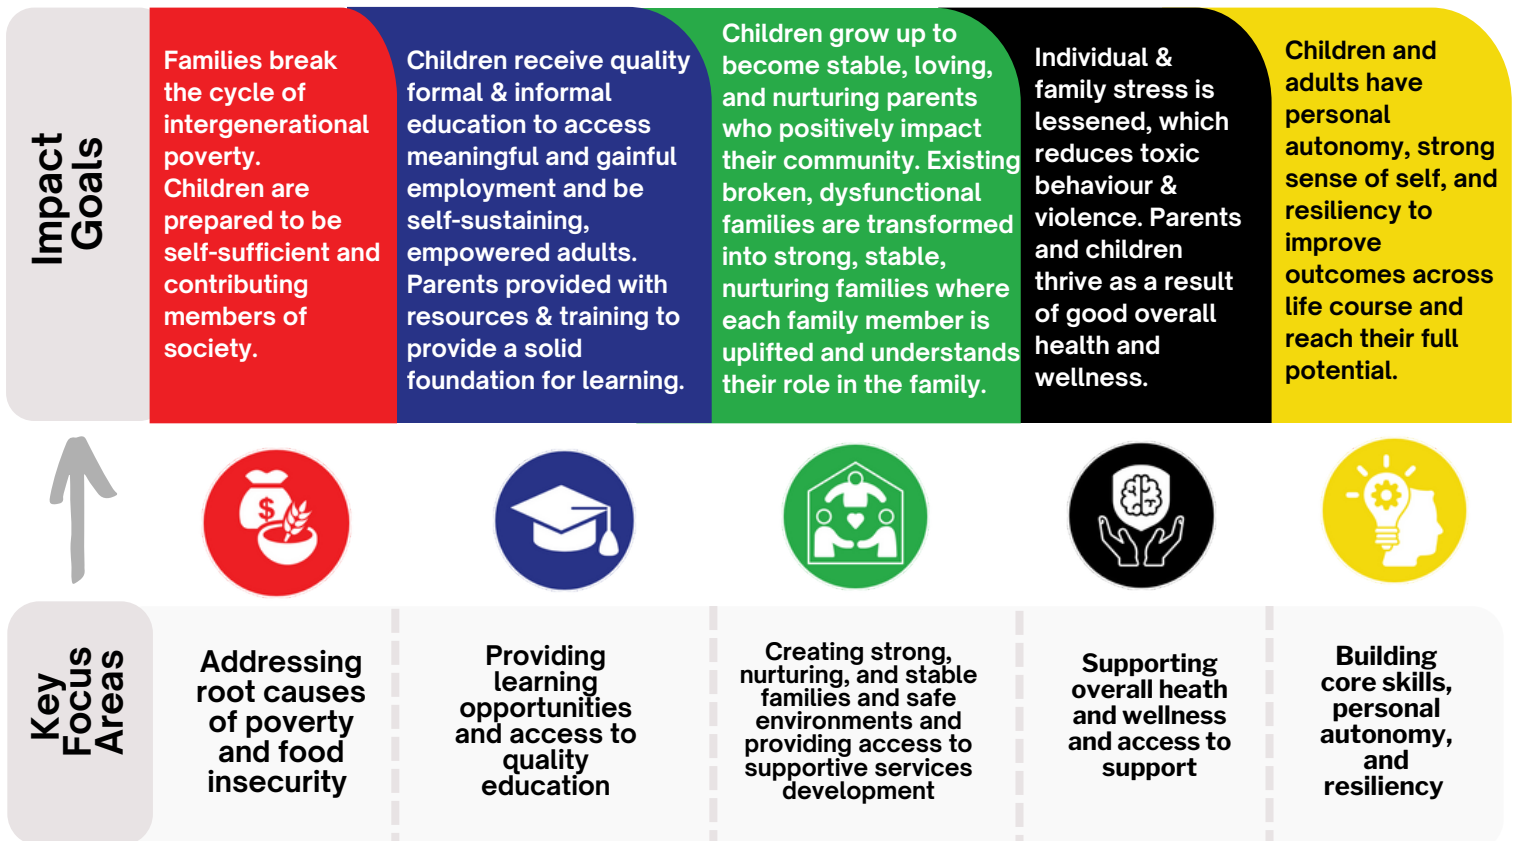 Impact
Goals
Families break
the cycle of
intergenerational
poverty.
Children are
prepared to be
self-sufficient and
contributing
members of
society.
Children receive quality
formal & informal
education to access
meaningful and gainful
employment and be
self-sustaining,
empowered adults.
Parents provided with
resources & training to
provide a solid
foundation for learning.
Children grow up to
become stable, loving,
and nurturing parents
who positively impact
their community. Existing
broken, dysfunctional
families are transformed
into strong, stable,
nurturing families where
each family member is
uplifted and understands
their role in the family.
Individual &
family stress is
lessened, which
reduces toxic
behaviour &
violence. Parents
and children
thrive as a result
of good overall
health and
wellness.
Children and
adults have
personal
autonomy, strong
sense of self, and
resiliency to
improve
outcomes across
life course and
reach their full
potential.
$
Key
Focus
Areas
Addressing
root causes
of poverty
and food
insecurity
Providing
learning
opportunities
and access to
quality
education
Creating strong,
nurturing, and stable
families and safe
environments and
providing access to
supportive services
development
Supporting
overall heath
and wellness
and access to
support
Building
core skills,
personal
autonomy,
and
resiliency